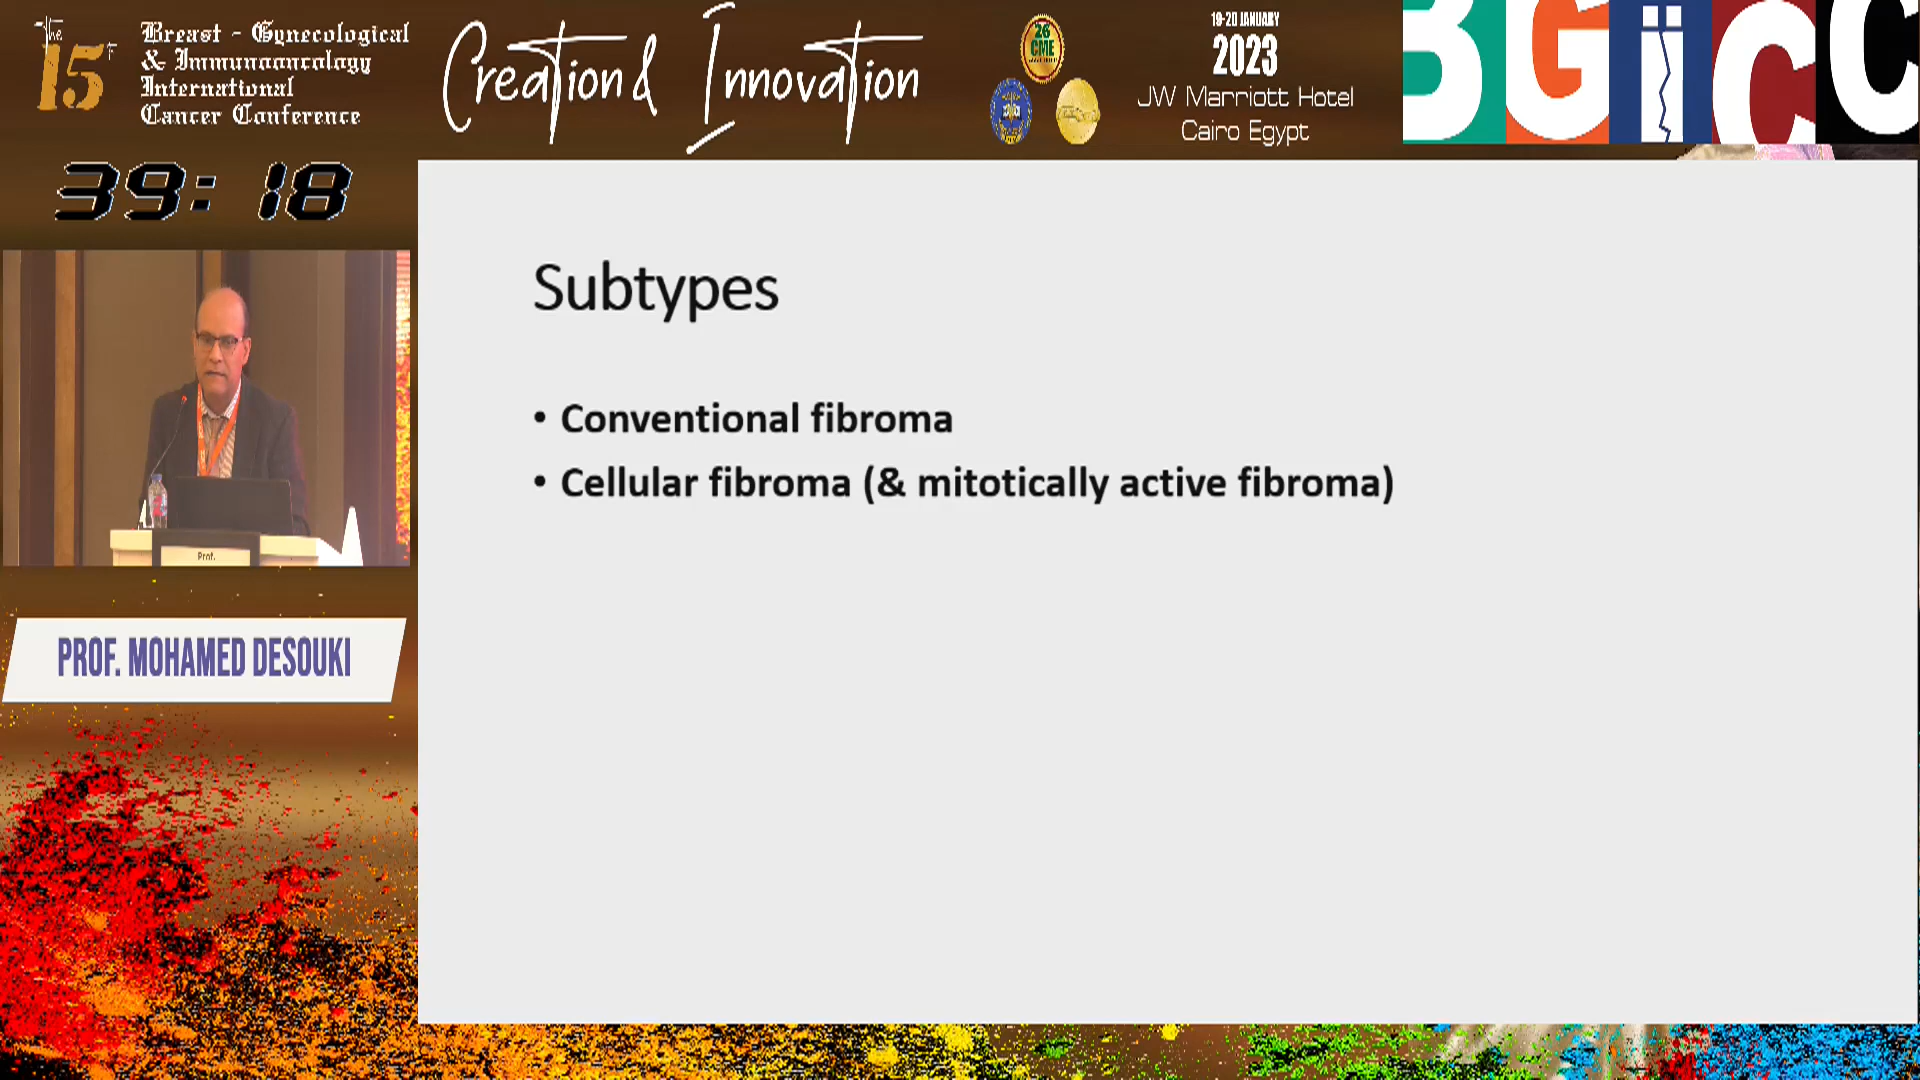 The
15th
Breast - Gynecological
& Immunooncology
International
Cancer Conference
Creation & Innovation
26
CME
19-20 JANUARY
2023
JW Marriott Hotel
Cairo Egypt
BGiCC
39: 18
Subtypes
• Conventional fibroma
• Cellular fibroma (& mitotically active fibroma)
Prof.
PROF. MOHAMED DESOUKI